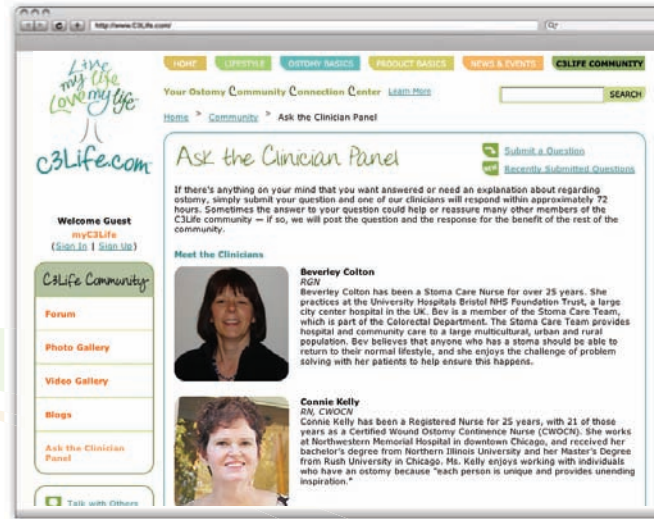 http://www.C3Life.com/
Live
my life
Love my life
C3Life.com
HOME
LIFESTYLE
OSTOMY BASICS
PRODUCT BASICS
NEWS & EVENTS
C3LIFE COMMUNITY
Your Ostomy Community Connection Center Learn More
SEARCH
Home > Community > Ask the Clinician Panel
Ask the Clinician Panel
Submit a Question
NEW
Recently Submitted Questions
If there's anything on your mind that you want answered or need an explanation about regarding
ostomy, simply submit your question and one of our clinicians will respond within approximately 72
hours. Sometimes the answer to your question could help or reassure many other members of the
C3Life community — if so, we will post the question and the response for the benefit of the rest of the
community.
Welcome Guest
myC3Life
(Sign In | Sign Up)
C3Life Community
Forum
Photo Gallery
Video Gallery
Blogs
Ask the Clinician
Panel
Talk with Others
Meet the Clinicians
Beverley Colton
RGN
Beverley Colton has been a Stoma Care Nurse for over 25 years. She
practices at the University Hospitals Bristol NHS Foundation Trust, a large
city center hospital in the UK. Bev is a member of the Stoma Care Team,
which is part of the Colorectal Department. The Stoma Care Team provides
hospital and community care to a large multicultural, urban and rural
population. Bev believes that anyone who has a stoma should be able to
return to their normal lifestyle, and she enjoys the challenge of problem
solving with her patients to help ensure this happens.
Connie Kelly
RN, CWOCN
Connie Kelly has been a Registered Nurse for 25 years, with 21 of those
years as a Certified Wound Ostomy Continence Nurse (CWOCN). She works
at Northwestern Memorial Hospital in downtown Chicago, and received her
bachelor's degree from Northern Illinois University and her Master's Degree
from Rush University in Chicago. Ms. Kelly enjoys working with individuals
who have an ostomy because "each person is unique and provides unending
inspiration."